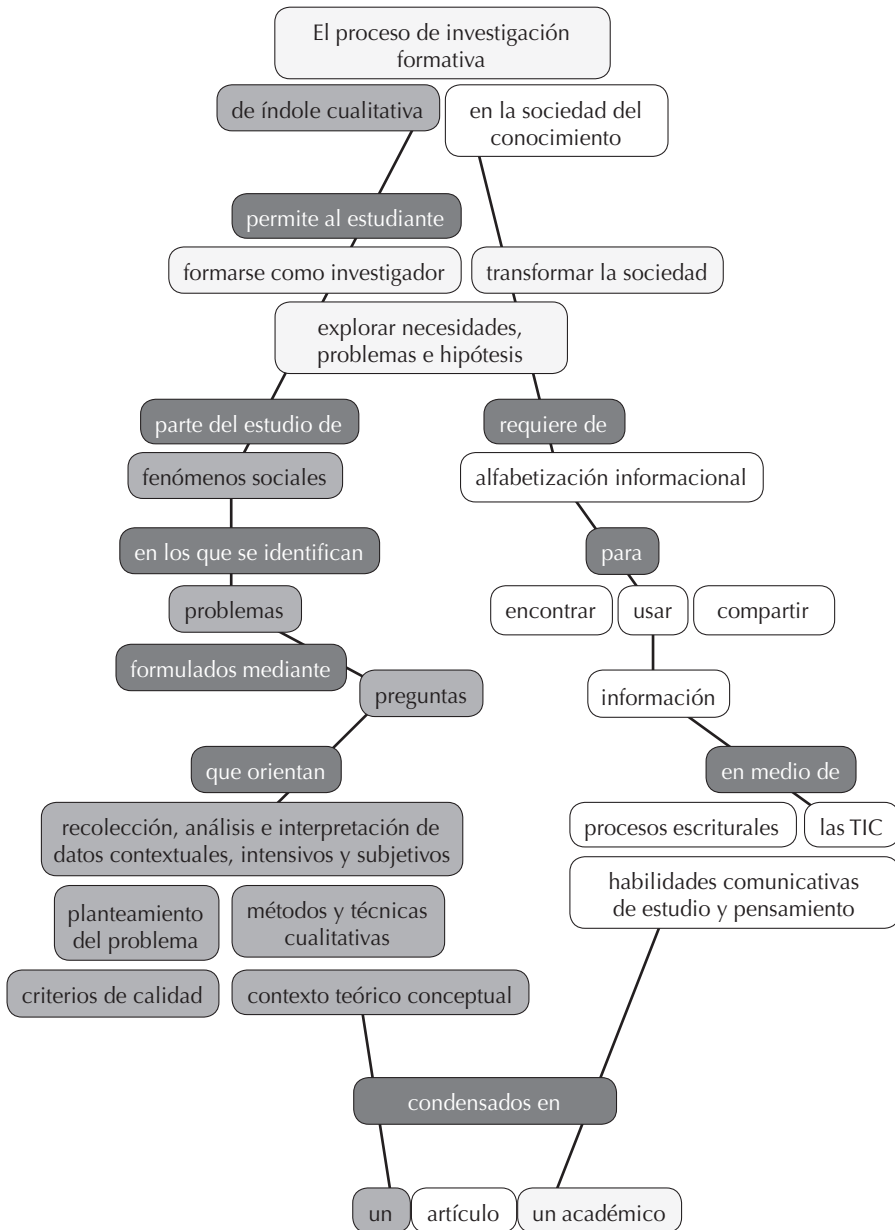 El proceso de investigación
formativa
de índole cualitativa
en la sociedad del
conocimiento
permite al estudiante
formarse como investigador
transformar la sociedad
explorar necesidades,
problemas e hipótesis
parte del estudio de
requiere de
fenómenos sociales
alfabetización informacional
en los que se identifican
para
problemas
encontrar
usar
compartir
formulados mediante
preguntas
información
que orientan
en medio de
recolección, análisis e interpretación de
datos contextuales, intensivos y subjetivos
procesos escriturales
las TIC
planteamiento
del problema
métodos y técnicas
cualitativas
habilidades comunicativas
de estudio y pensamiento
criterios de calidad
contexto teórico conceptual
condensados en
un
artículo
un académico